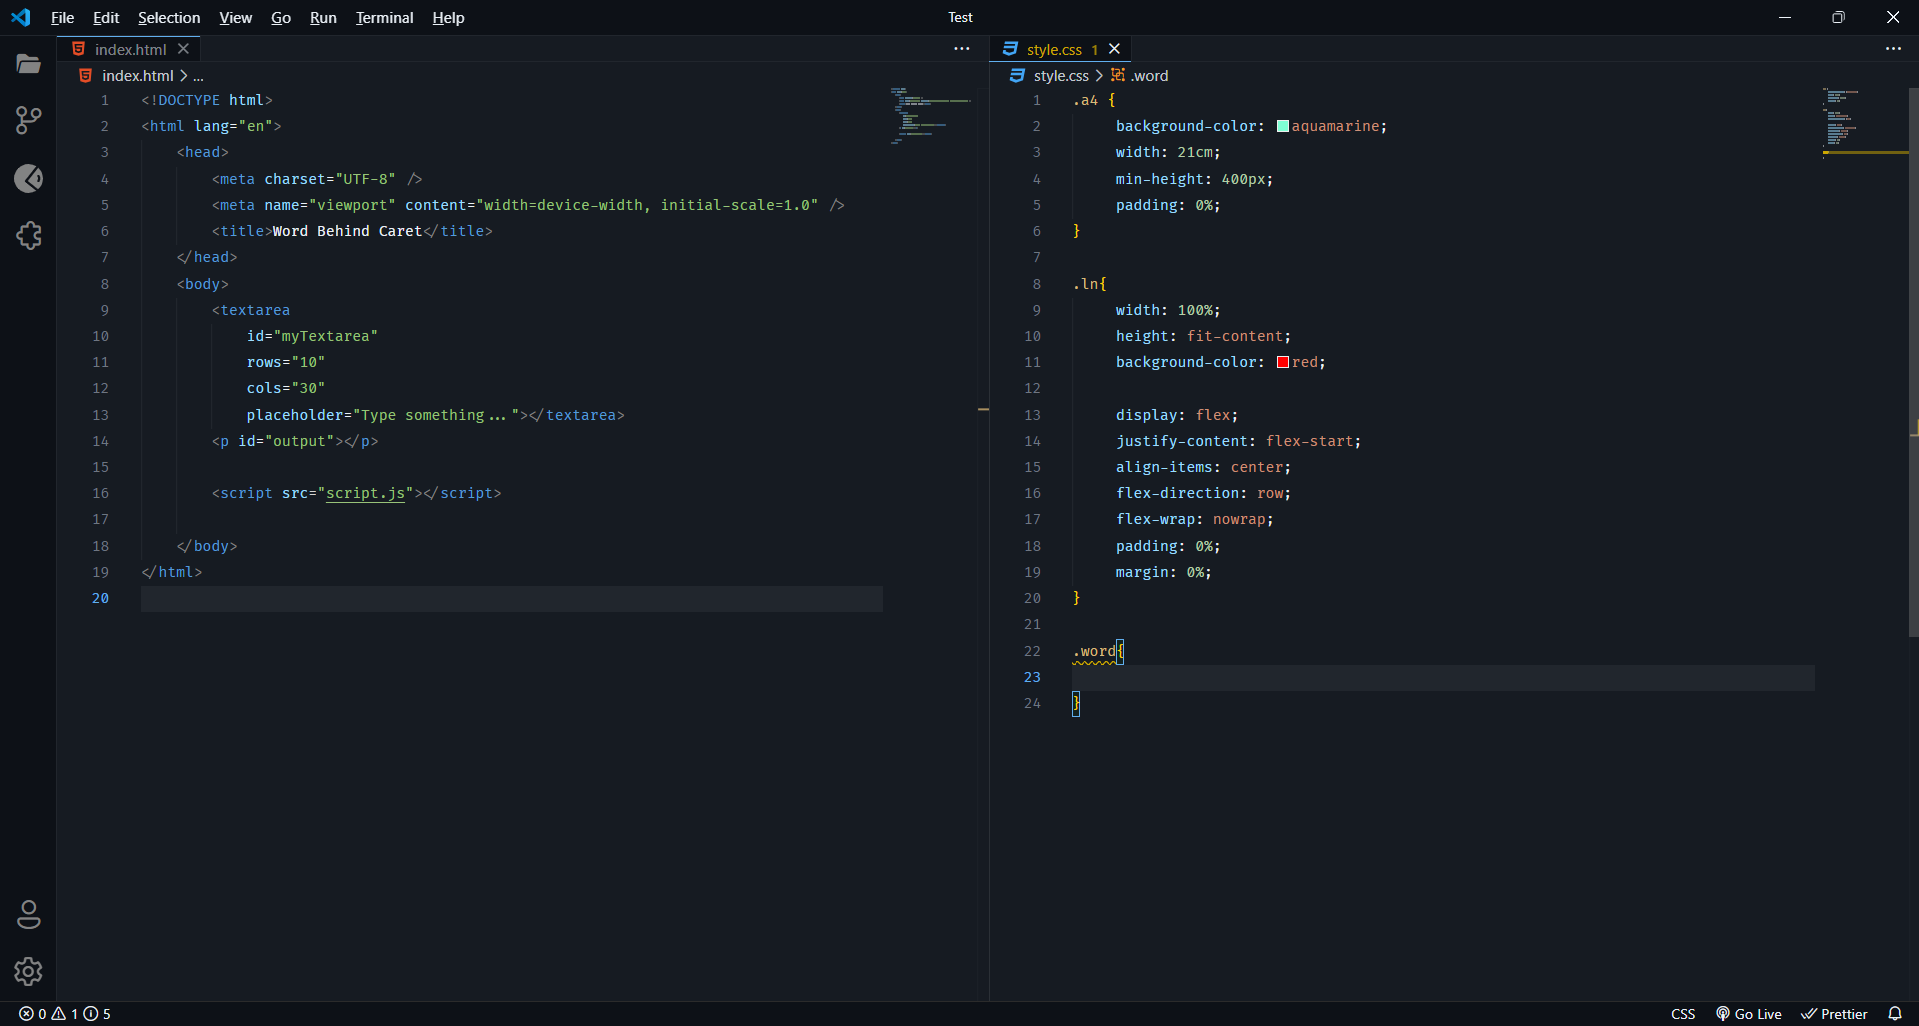 File Edit Selection View Go Run Terminal Help
Test
index.html
index.html > ...
1 <!DOCTYPE html>
2 <html lang="en">
3 <head>
4 <meta charset="UTF-8" />
5 <meta name="viewport" content="width=device-width, initial-scale=1.0" />
6 <title>Word Behind Caret</title>
7 </head>
8 <body>
9 <textarea
10 id="myTextarea"
11 rows="10"
12 cols="30"
13 placeholder="Type something..."></textarea>
14 <p id="output"></p>
15
16 <script src="script.js"></script>
17
18 </body>
19 </html>
20
style.css 1
style.css > .word
1 .a4 {
2 background-color: aquamarine;
3 width: 21cm;
4 min-height: 400px;
5 padding: 0%;
6 }
7
8 .ln{
9 width: 100%;
10 height: fit-content;
11 background-color: red;
12
13 display: flex;
14 justify-content: flex-start;
15 align-items: center;
16 flex-direction: row;
17 flex-wrap: nowrap;
18 padding: 0%;
19 margin: 0%;
20 }
21
22 .word{
23
24 }
0 1 5
CSS Go Live Prettier